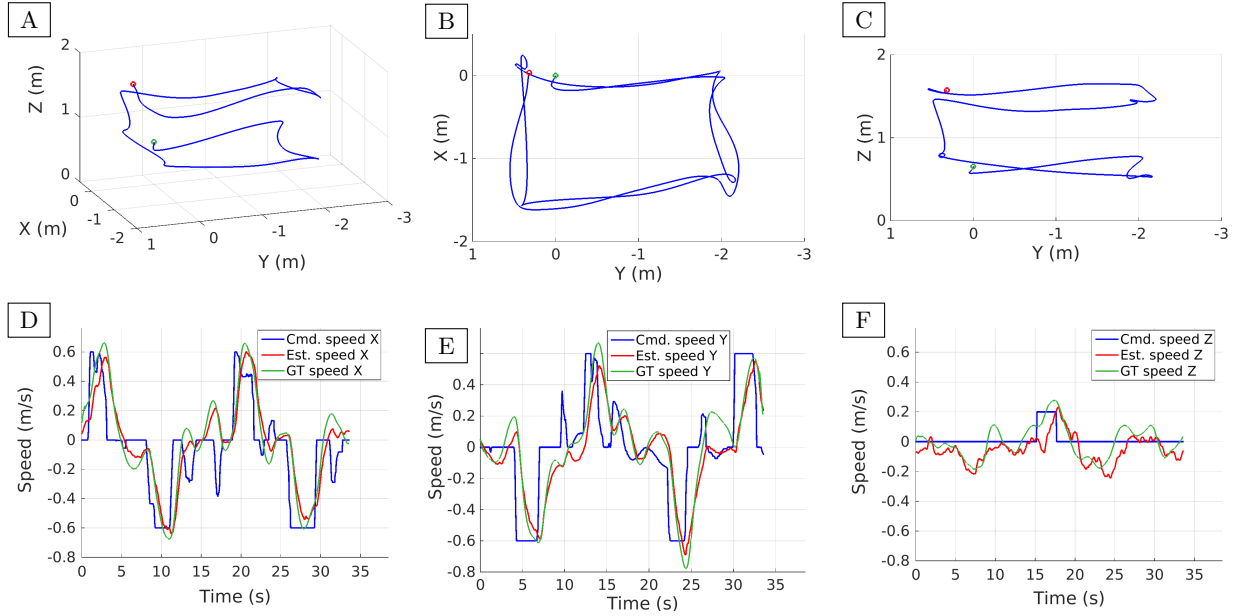 A
2
1
0
Z (m)
0
-1
-2
X (m)
1
0
-1
-2
-3
Y (m)
B
0
-1
-2
X (m)
1
0
-1
-2
-3
Y (m)
C
2
1
0
Z (m)
1
0
-1
-2
-3
Y (m)
D
Cmd. speed X
Est. speed X
GT speed X
0.6
0.4
0.2
0
-0.2
-0.4
-0.6
-0.8
Speed (m/s)
0 5 10 15 20 25 30 35
Time (s)
E
Cmd. speed Y
Est. speed Y
GT speed Y
0.6
0.4
0.2
0
-0.2
-0.4
-0.6
-0.8
Speed (m/s)
0 5 10 15 20 25 30 35
Time (s)
F
Cmd. speed Z
Est. speed Z
GT speed Z
0.6
0.4
0.2
0
-0.2
-0.4
-0.6
-0.8
Speed (m/s)
0 5 10 15 20 25 30 35
Time (s)